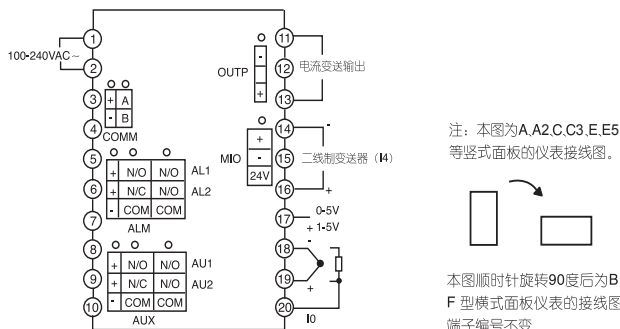 100-240VAC~
1
2
3
4
5
6
7
8
9
10
+ A
- B
COMM
+ N/O N/O AL1
+ N/C N/O AL2
- COM COM
ALM
+ N/O N/O AU1
+ N/C N/O AU2
- COM COM
AUX
11
12
13
14
15
16
17
18
19
20
OUTP
-
+
电流变送输出
MIO
+
-
24V
-
二线制变送器（I4）
+
0-5V
+ 1-5V
-
+
I0
注：本图为A,A2,C,C3,E,E5
等竖式面板的仪表接线图。
本图顺时针旋转90度后为B
F 型横式面板仪表的接线图
端子编号不变